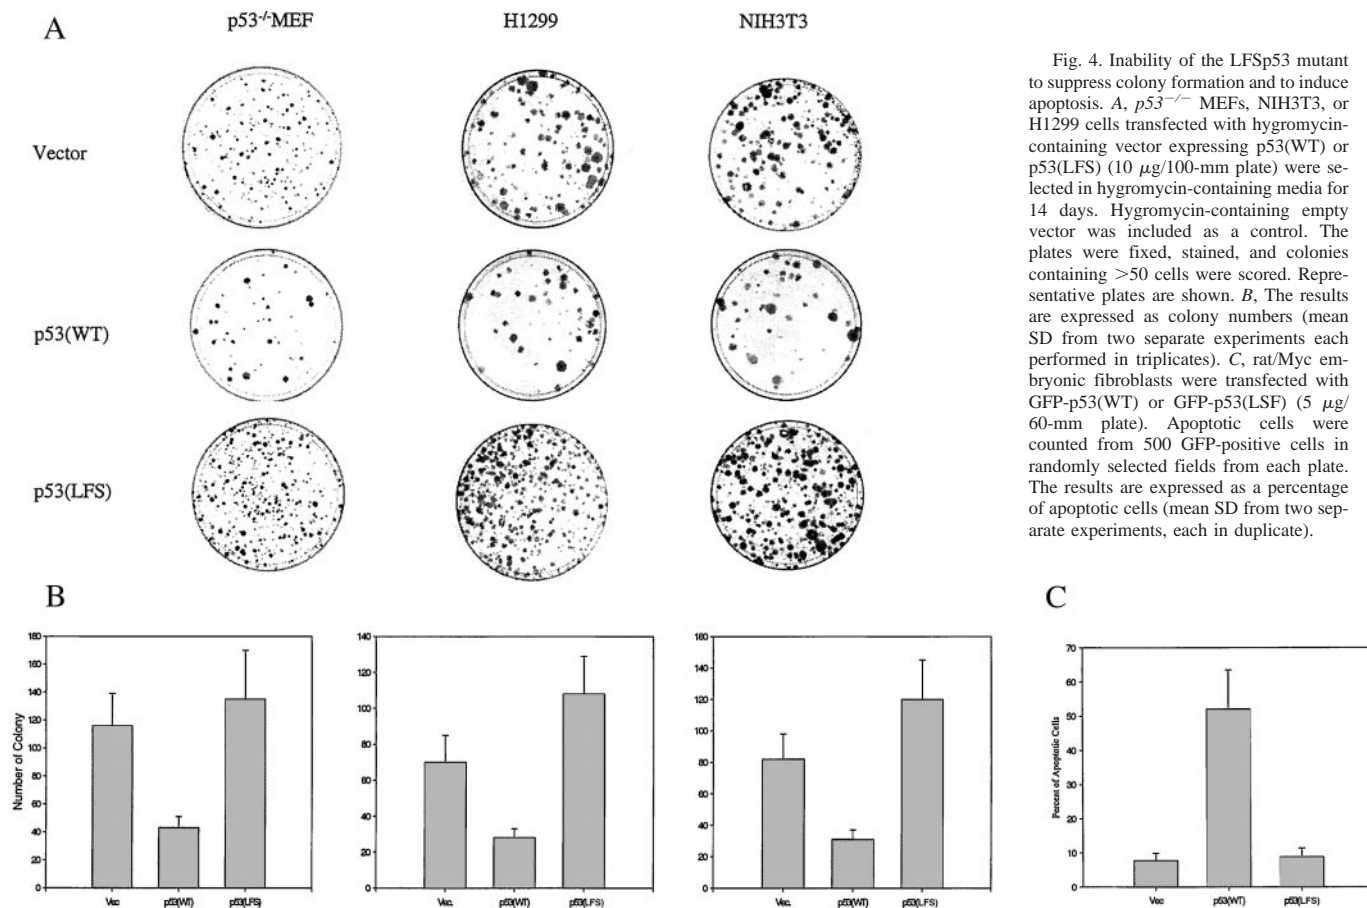 A
p53-/-MEF
H1299
NIH3T3
Vector
p53(WT)
p53(LFS)
Fig. 4. Inability of the LFSp53 mutant
to suppress colony formation and to induce
apoptosis. A, p53−/− MEFs, NIH3T3, or
H1299 cells transfected with hygromycin-
containing vector expressing p53(WT) or
p53(LFS) (10 μg/100-mm plate) were se-
lected in hygromycin-containing media for
14 days. Hygromycin-containing empty
vector was included as a control. The
plates were fixed, stained, and colonies
containing >50 cells were scored. Repre-
sentative plates are shown. B, The results
are expressed as colony numbers (mean
SD from two separate experiments each
performed in triplicates). C, rat/Myc em-
bryonic fibroblasts were transfected with
GFP-p53(WT) or GFP-p53(LSF) (5 μg/
60-mm plate). Apoptotic cells were
counted from 500 GFP-positive cells in
randomly selected fields from each plate.
The results are expressed as a percentage
of apoptotic cells (mean SD from two sep-
arate experiments, each in duplicate).
B
Number of Colony
180
160
140
120
100
80
60
40
20
0
Vec
p53(WT)
p53(LFS)
140
120
100
80
60
40
20
0
Vec.
p53(WT)
p53(LFS)
160
140
120
100
80
60
40
20
0
Vec.
p53(WT)
p53(LFS)
C
Percent of Apoptotic Cells
70
60
50
40
30
20
10
0
Vec
p53(WT)
p53(LFS)